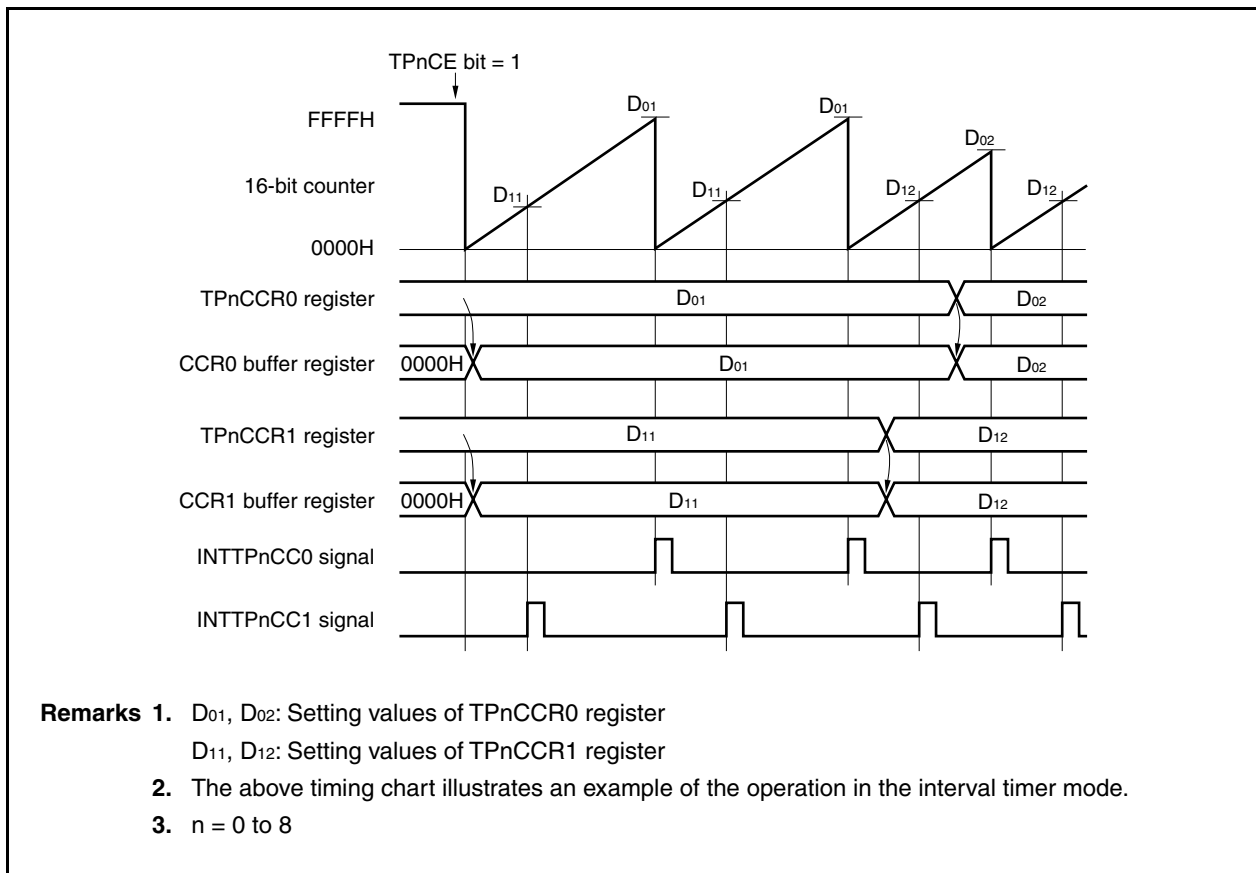 TPnCE bit = 1
D01 D01
FFFFH D02
16-bit counter D11 D11 D12 D12
0000H
TPnCCR0 register D01 D02
CCR0 buffer register 0000H D01 D02
TPnCCR1 register D11 D12
CCR1 buffer register 0000H D11 D12
INTTPnCC0 signal
INTTPnCC1 signal
Remarks 1. D01, D02: Setting values of TPnCCR0 register
D11, D12: Setting values of TPnCCR1 register
2. The above timing chart illustrates an example of the operation in the interval timer mode.
3. n = 0 to 8